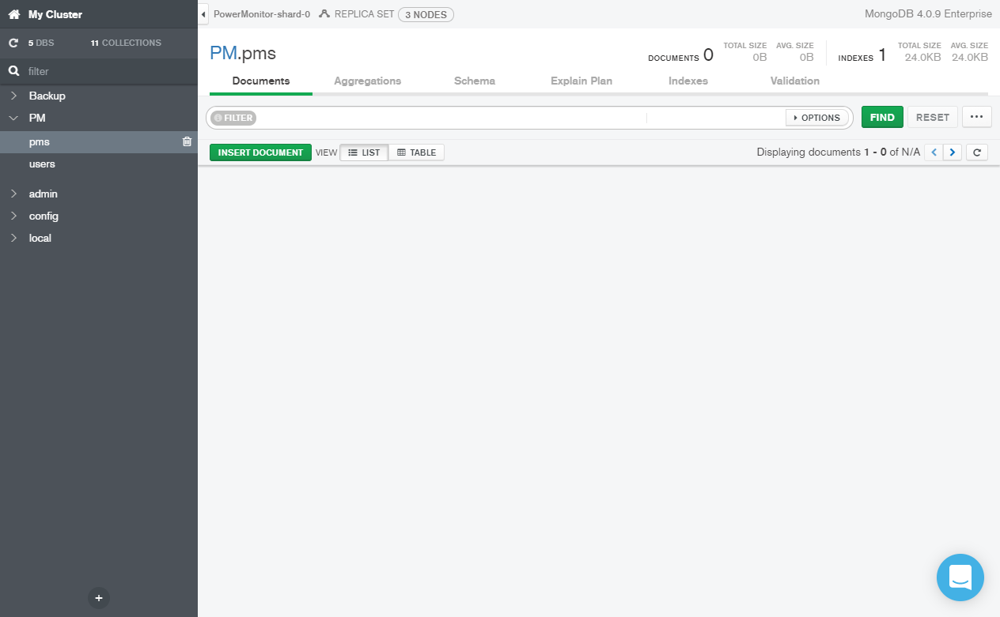 My Cluster
5 DBS 11 COLLECTIONS
filter
Backup
PM
pms
users
admin
config
local
+
PowerMonitor-shard-0 REPLICA SET 3 NODES MongoDB 4.0.9 Enterprise
PM.pms
DOCUMENTS 0 TOTAL SIZE 0B AVG. SIZE 0B INDEXES 1 TOTAL SIZE 24.0KB AVG. SIZE 24.0KB
Documents Aggregations Schema Explain Plan Indexes Validation
FILTER OPTIONS FIND RESET ...
INSERT DOCUMENT VIEW LIST TABLE Displaying documents 1 - 0 of N/A < >